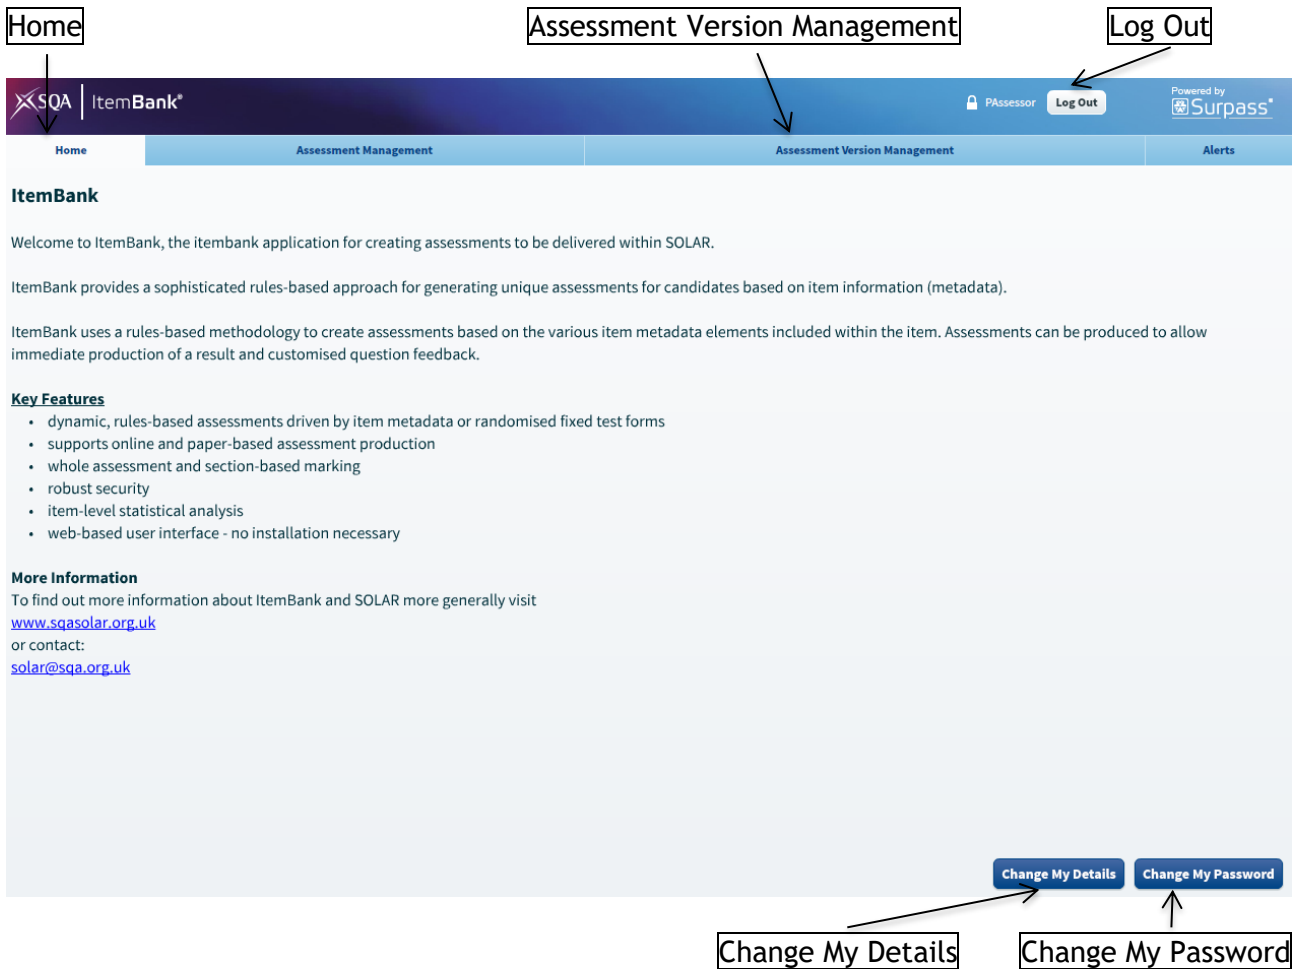 Home
Assessment Version Management
Log Out
SQA ItemBank®
PAssessor
Log Out
Powered by
Surpass®
Home
Assessment Management
Assessment Version Management
Alerts
ItemBank
Welcome to ItemBank, the itembank application for creating assessments to be delivered within SOLAR.
ItemBank provides a sophisticated rules-based approach for generating unique assessments for candidates based on item information (metadata).
ItemBank uses a rules-based methodology to create assessments based on the various item metadata elements included within the item. Assessments can be produced to allow
immediate production of a result and customised question feedback.
Key Features
• dynamic, rules-based assessments driven by item metadata or randomised fixed test forms
• supports online and paper-based assessment production
• whole assessment and section-based marking
• robust security
• item-level statistical analysis
• web-based user interface - no installation necessary
More Information
To find out more information about ItemBank and SOLAR more generally visit
www.sqasolar.org.uk
or contact:
solar@sqa.org.uk
Change My Details
Change My Password
Change My Details
Change My Password